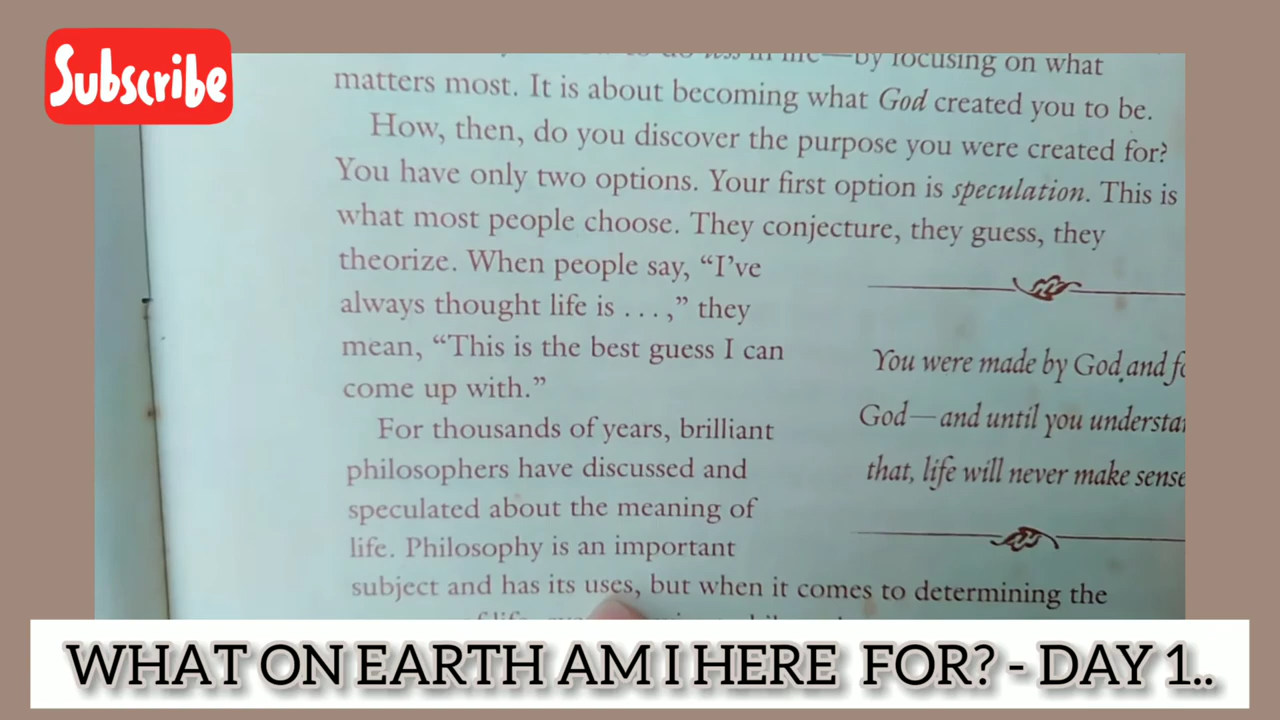 Subscribe
by focusing on what
matters most. It is about becoming what God created you to be.
How, then, do you discover the purpose you were created for?
You have only two options. Your first option is speculation. This is
what most people choose. They conjecture, they guess, they
theorize. When people say, “I’ve
always thought life is . . . ,” they
mean, “This is the best guess I can
come up with.”
For thousands of years, brilliant
philosophers have discussed and
speculated about the meaning of
life. Philosophy is an important
subject and has its uses, but when it comes to determining the
You were made by God and
God—and until you
that, life will never make sense
WHAT ON EARTH AM I HERE FOR? - DAY 1..